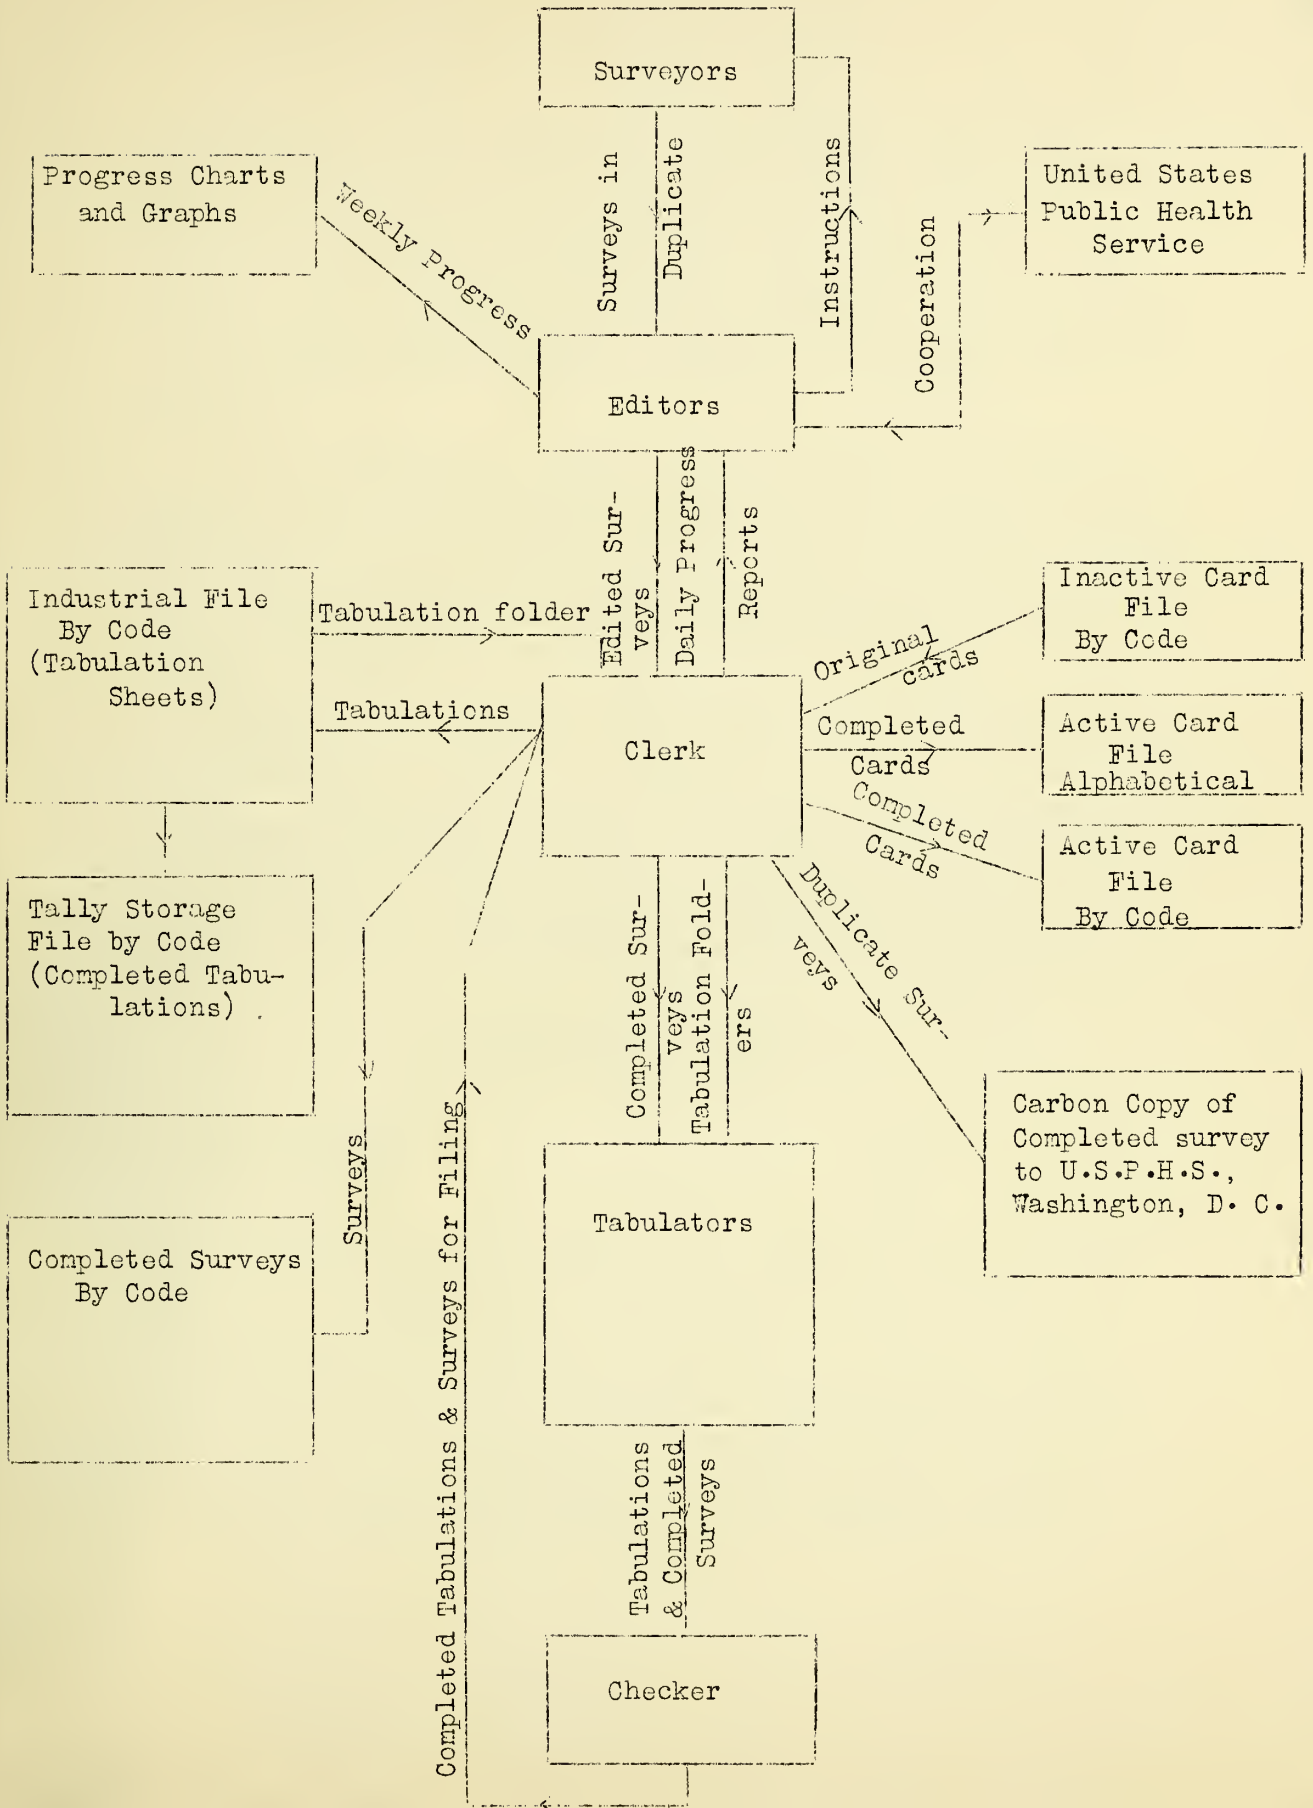 Surveyors
Surveys in
Duplicate
Instructions
Progress Charts
and Graphs
Weekly Progress
United States
Public Health
Service
Cooperation
Editors
Edited Sur-
veys
Daily Progress
Reports
Industrial File
By Code
(Tabulation
Sheets)
Tabulation folder
Tabulations
Clerk
Original
cards
Inactive Card
File
By Code
Completed
Cards
Active Card
File
Alphabetical
Completed
Cards
Active Card
File
By Code
Tally Storage
File by Code
(Completed Tabu-
lations)
Completed Sur-
veys
Tabulation Fold-
ers
Duplicate Sur-
veys
Carbon Copy of
Completed survey
to U.S.P.H.S.,
Washington, D. C.
Surveys
Completed Surveys
By Code
Completed Tabulations & Surveys for Filing
Tabulators
Tabulations
& Completed
Surveys
Checker